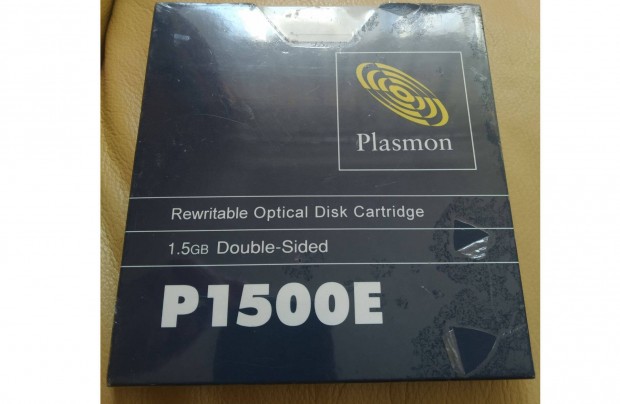 Plasmon
Rewritable Optical Disk Cartridge
1.5GB Double-Sided
P1500E